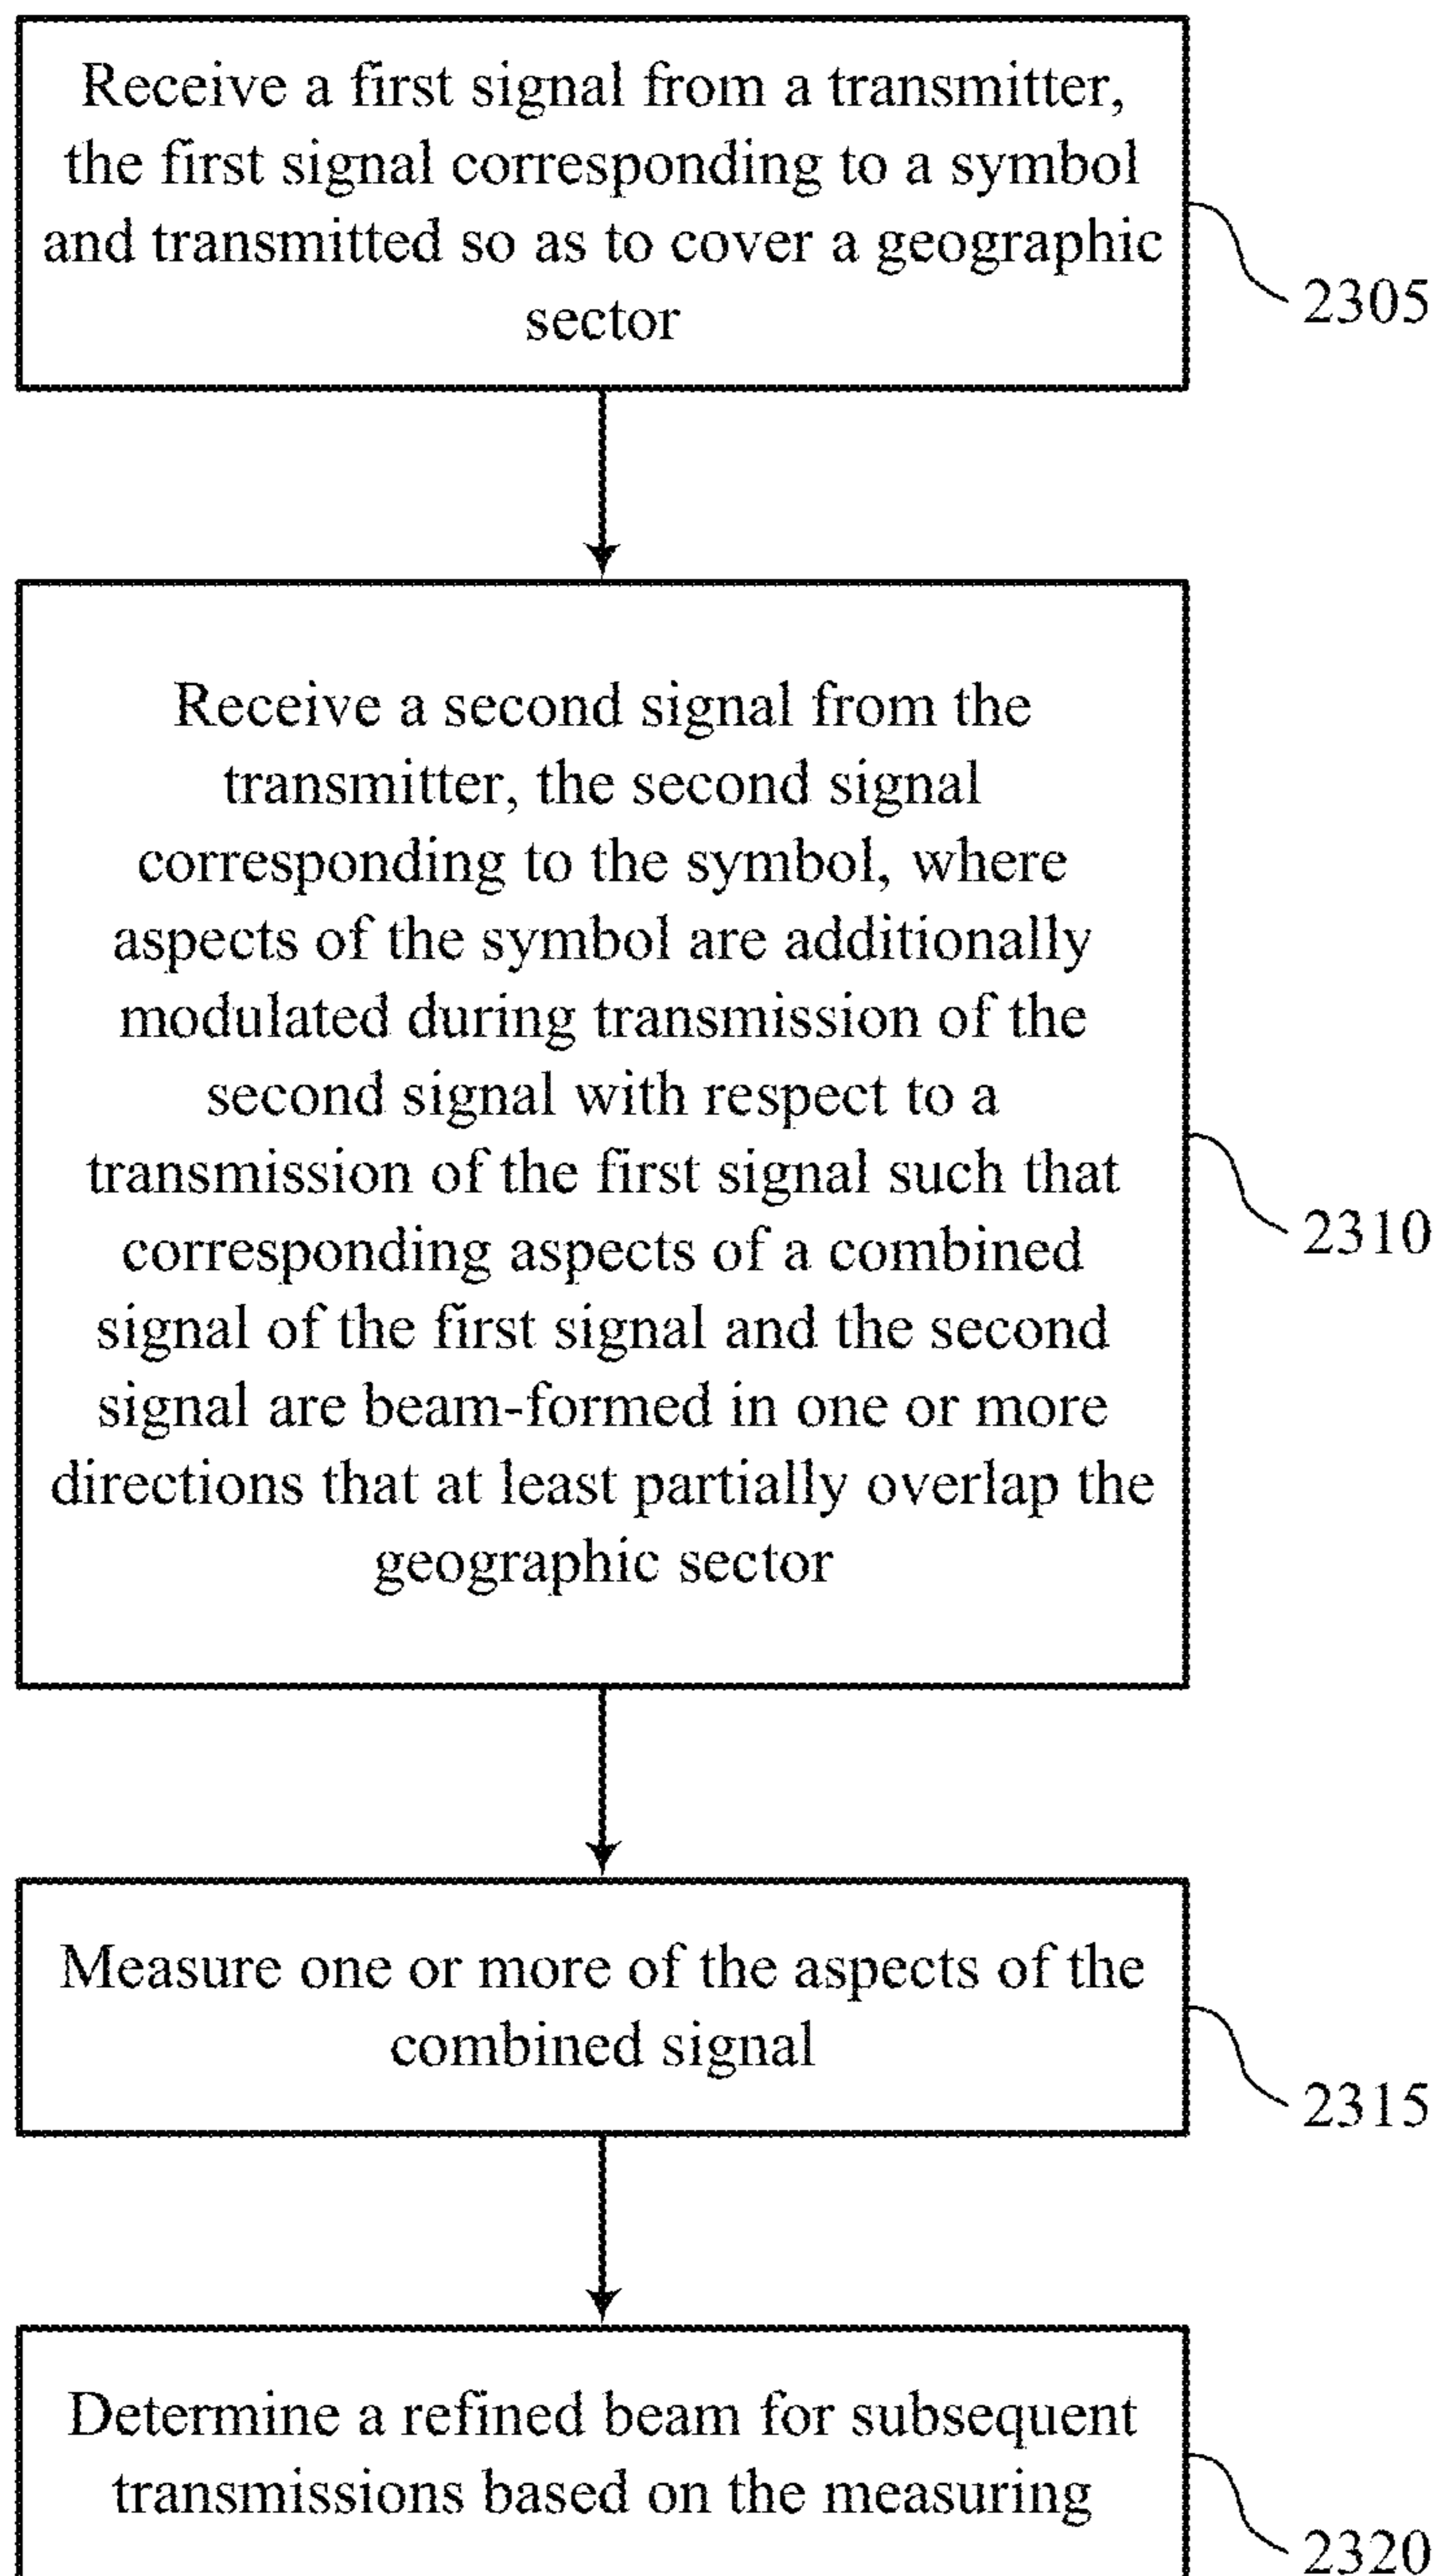 Receive a first signal from a transmitter,
the first signal corresponding to a symbol
and transmitted so as to cover a geographic
sector
2305
Receive a second signal from the
transmitter, the second signal
corresponding to the symbol, where
aspects of the symbol are additionally
modulated during transmission of the
second signal with respect to a
transmission of the first signal such that
corresponding aspects of a combined
signal of the first signal and the second
signal are beam-formed in one or more
directions that at least partially overlap the
geographic sector
2310
Measure one or more of the aspects of the
combined signal
2315
Determine a refined beam for subsequent
transmissions based on the measuring
2320